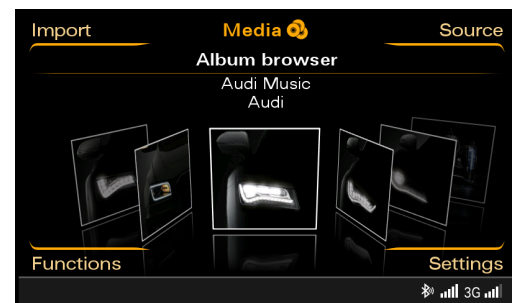 Import Media Source
Album browser
Audi Music
Audi
Functions Settings
3G